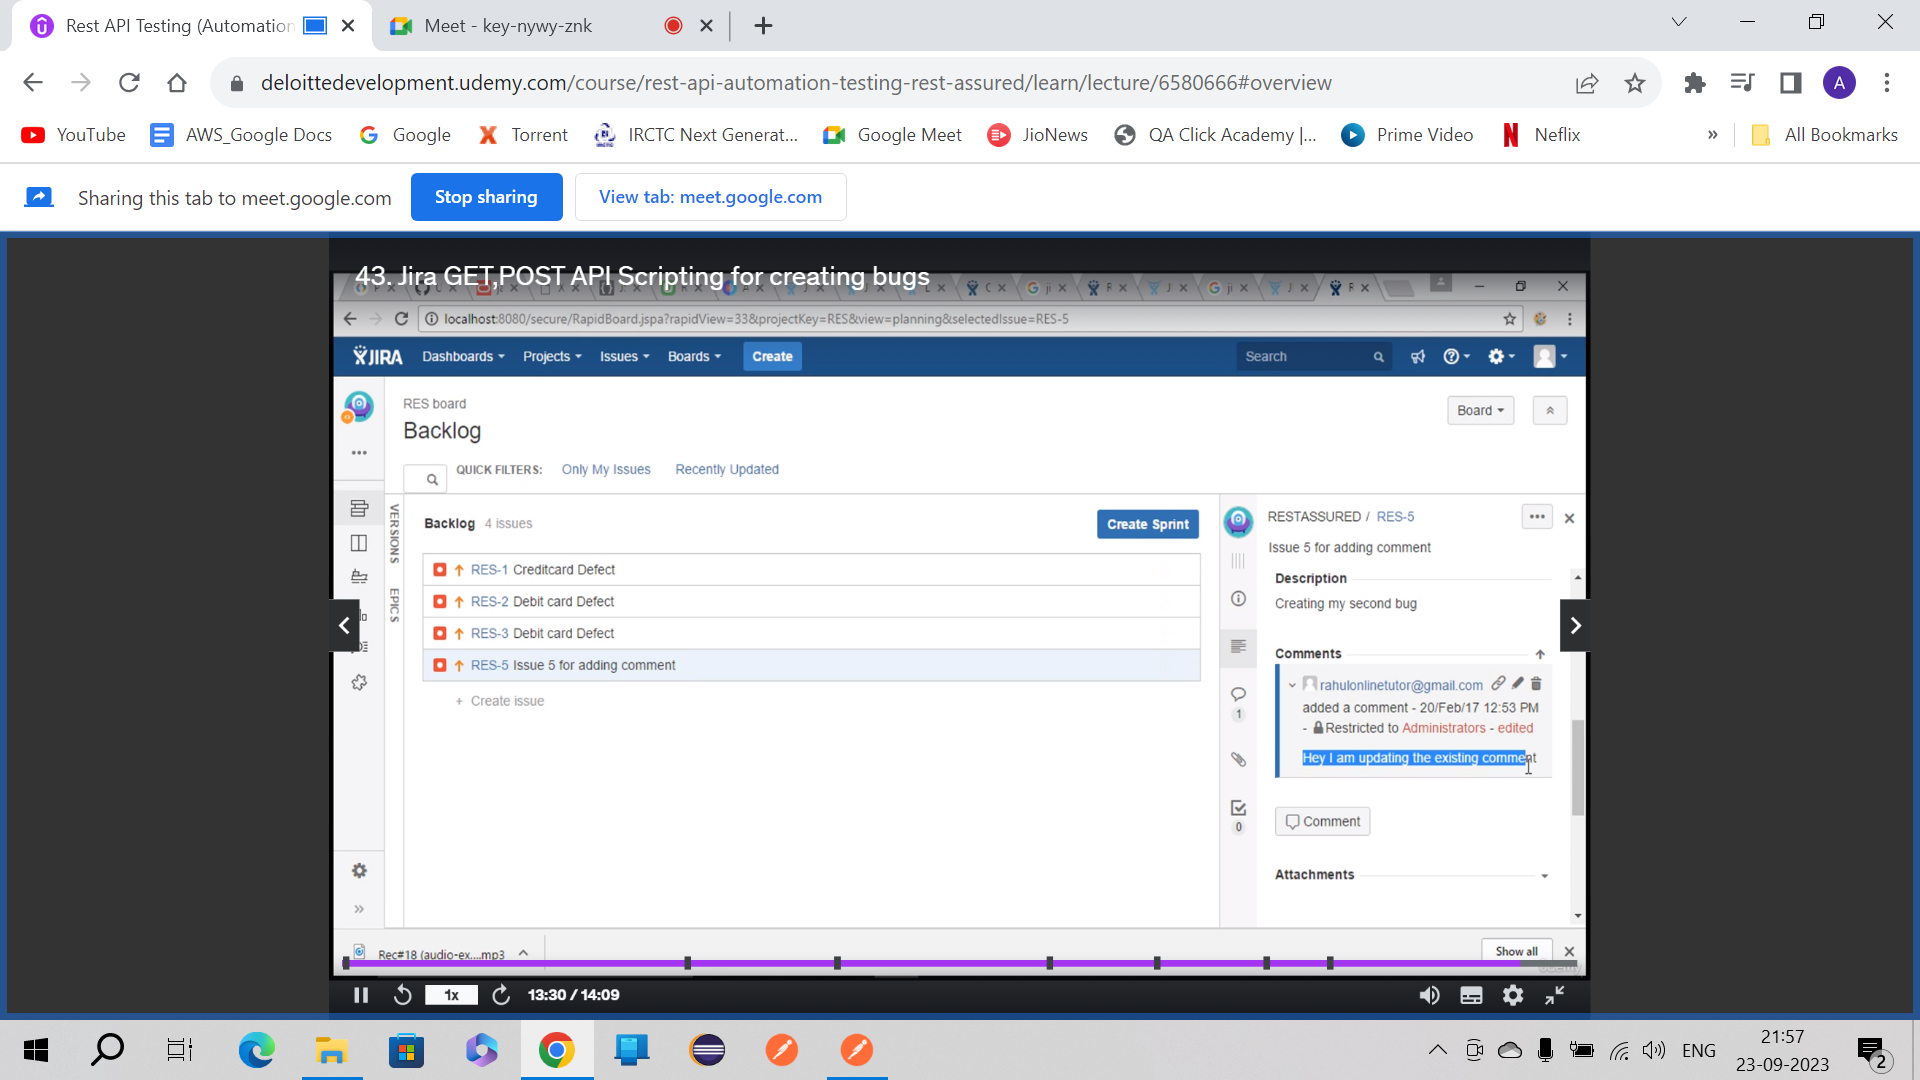 Rest API Testing (Automation
Meet - key-nywy-znk
deloittedevelopment.udemy.com/course/rest-api-automation-testing-rest-assured/learn/lecture/6580666#overview
A
YouTube
AWS_Google Docs
Google
Torrent
IRCTC Next Generat...
Google Meet
JioNews
QA Click Academy |...
Prime Video
Neflix
»
All Bookmarks
Sharing this tab to meet.google.com
Stop sharing
View tab: meet.google.com
43. Jira GET,POST API Scripting for creating bugs
localhost:8080/secure/RapidBoard.jspa?rapidView=33&projectKey=RES&view=planning&selectedIssue=RES-5
JIRA
Dashboards
Projects
Issues
Boards
Create
Search
RES board
Board
Backlog
QUICK FILTERS:
Only My Issues
Recently Updated
VERSIONS
EPICS
Backlog 4 issues
Create Sprint
RES-1 Creditcard Defect
RES-2 Debit card Defect
RES-3 Debit card Defect
RES-5 Issue 5 for adding comment
+ Create issue
RESTASSURED / RES-5
Issue 5 for adding comment
Description
Creating my second bug
Comments
rahulonlinetutor@gmail.com
added a comment - 20/Feb/17 12:53 PM
- Restricted to Administrators - edited
Hey I am updating the existing comment
1
0
Comment
Attachments
Rec#18 (audio-ex....mp3
Show all
udemy
1x
13:30 / 14:09
ENG
21:57
23-09-2023
2